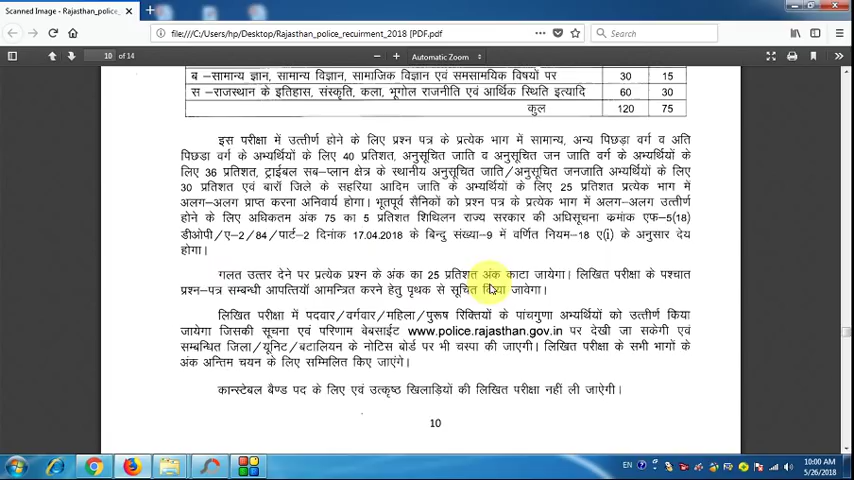 Scanned Image - Rajasthan_police_
file:///C:/Users/hp/Desktop/Rajasthan_police_recuirment_2018 [PDF.pdf
Search
10 of 14
Automatic Zoom
ब –सामान्य ज्ञान, सामान्य विज्ञान, सामाजिक विज्ञान एवं समसामयिक विषयों पर 30 15
स –राजस्थान के इतिहास, संस्कृति, कला, भूगोल राजनीति एवं आर्थिक स्थिति इत्यादि 60 30
कुल 120 75
इस परीक्षा में उत्तीर्ण होने के लिए प्रश्न पत्र के प्रत्येक भाग में सामान्य, अन्य पिछड़ा वर्ग व अति
पिछडा वर्ग के अभ्यर्थियों के लिए 40 प्रतिशत, अनुसूचित जाति व अनुसूचित जन जाति वर्ग के अभ्यर्थियों के
लिए 36 प्रतिशत, ट्राईबल सब–प्लान क्षेत्र के स्थानीय अनुसूचित जाति/अनुसूचित जनजाति अभ्यर्थियों के लिए
30 प्रतिशत एवं बारॉ जिले के सहरिया आदिम जाति के अभ्यर्थियों के लिए 25 प्रतिशत प्रत्येक भाग में
अलग–अलग प्राप्त करना अनिवार्य होगा। भूतपूर्व सैनिकों को प्रश्न पत्र के प्रत्येक भाग में अलग–अलग उत्तीर्ण
होने के लिए अधिकतम अंक 75 का 5 प्रतिशत शिथिलन राज्य सरकार की अधिसूचना क्रमांक एफ–5(18)
डीओपी/ए–2/84/पार्ट–2 दिनांक 17.04.2018 के बिन्दु संख्या–9 में वर्णित नियम–18 ए(i) के अनुसार देय
होगा।
गलत उत्तर देने पर प्रत्येक प्रश्न के अंक का 25 प्रतिशत अंक काटा जायेगा। लिखित परीक्षा के पश्चात
प्रश्न–पत्र सम्बन्धी आपत्तियाँ आमन्त्रित करने हेतु पृथक से सूचित किया जावेगा।
लिखित परीक्षा में पदवार/वर्गवार/महिला/पुरूष रिक्तियों के पांचगुणा अभ्यर्थियों को उत्तीर्ण किया
जायेगा जिसकी सूचना एवं परिणाम वेबसाईट www.police.rajasthan.gov.in पर देखी जा सकेगी एवं
सम्बन्धित जिला/यूनिट/बटालियन के नोटिस बोर्ड पर भी चस्पा की जाएगी। लिखित परीक्षा के सभी भागों के
अंक अन्तिम चयन के लिए सम्मिलित किए जाएंगे।
कान्स्टेबल बैण्ड पद के लिए एवं उत्कृष्ठ खिलाड़ियों की लिखित परीक्षा नहीं ली जाऐगी।
10
EN
10:00 AM
5/26/2018